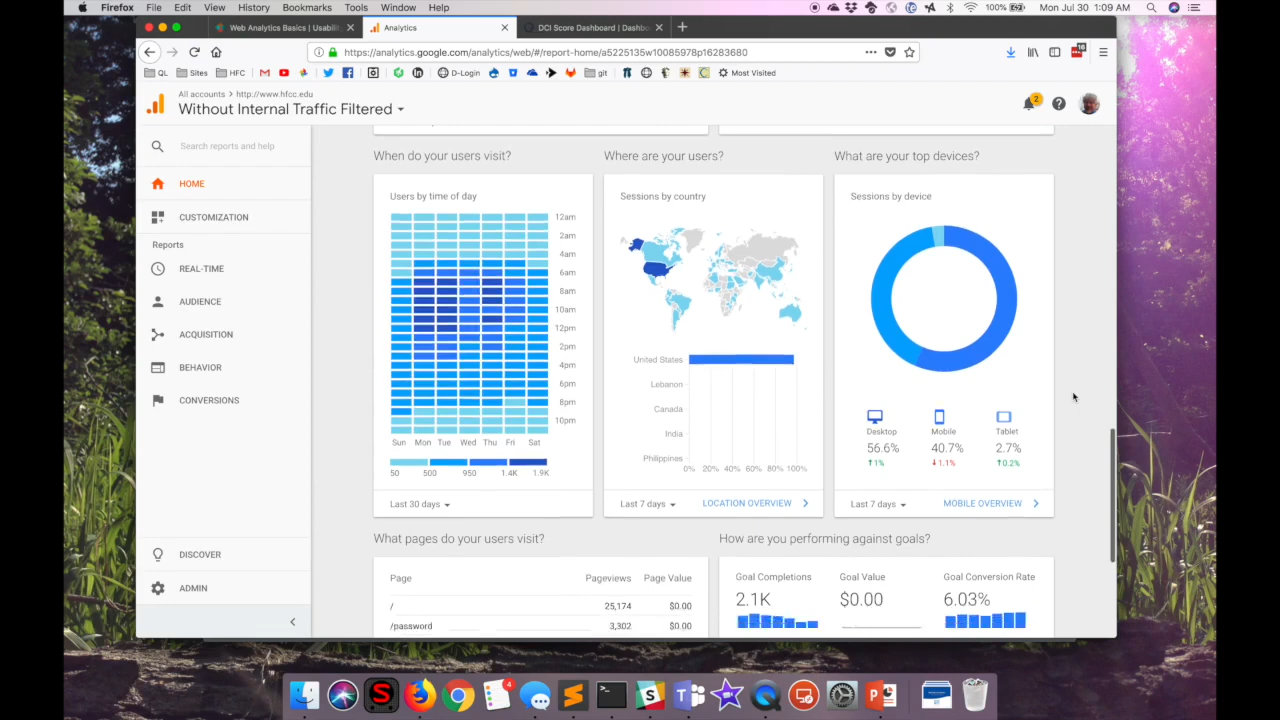 Firefox File Edit View History Bookmarks Tools Window Help
100% Mon Jul 30 1:09 AM
Web Analytics Basics | Usabili
Analytics
DCI Score Dashboard | Dashbo
https://analytics.google.com/analytics/web/#/report-home/a5225135w10085978p16283680
QL Sites HFC D-Login git Most Visited
All accounts > http://www.hfcc.edu
Without Internal Traffic Filtered
2
Search reports and help
HOME
CUSTOMIZATION
Reports
REAL-TIME
AUDIENCE
ACQUISITION
BEHAVIOR
CONVERSIONS
DISCOVER
ADMIN
When do your users visit?
Users by time of day
12am
2am
4am
6am
8am
10am
12pm
2pm
4pm
6pm
8pm
10pm
Sun Mon Tue Wed Thu Fri Sat
50 500 950 1.4K 1.9K
Last 30 days
Where are your users?
Sessions by country
United States
Lebanon
Canada
India
Philippines
0% 20% 40% 60% 80% 100%
Last 7 days LOCATION OVERVIEW
What are your top devices?
Sessions by device
Desktop Mobile Tablet
56.6% 40.7% 2.7%
↑1% ↓1.1% ↑0.2%
Last 7 days MOBILE OVERVIEW
What pages do your users visit?
Page Pageviews Page Value
/ 25,174 $0.00
/password 3,302 $0.00
How are you performing against goals?
Goal Completions Goal Value Goal Conversion Rate
2.1K $0.00 6.03%
4